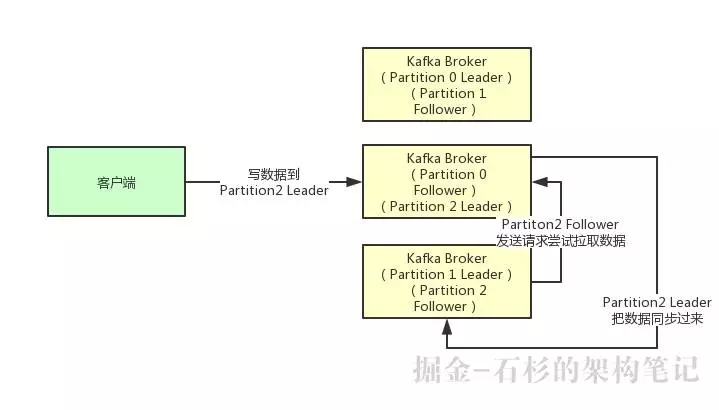 Kafka Broker
( Partition 0 Leader )
( Partition 1
Follower )
客户端
写数据到
Partition2 Leader
Kafka Broker
( Partition 0
Follower )
( Partition 2 Leader )
Partiton2 Follower
发送请求尝试拉取数据
Kafka Broker
( Partition 1 Leader )
( Partition 2
Follower )
Partition2 Leader
把数据同步过来
掘金-石杉的架构笔记